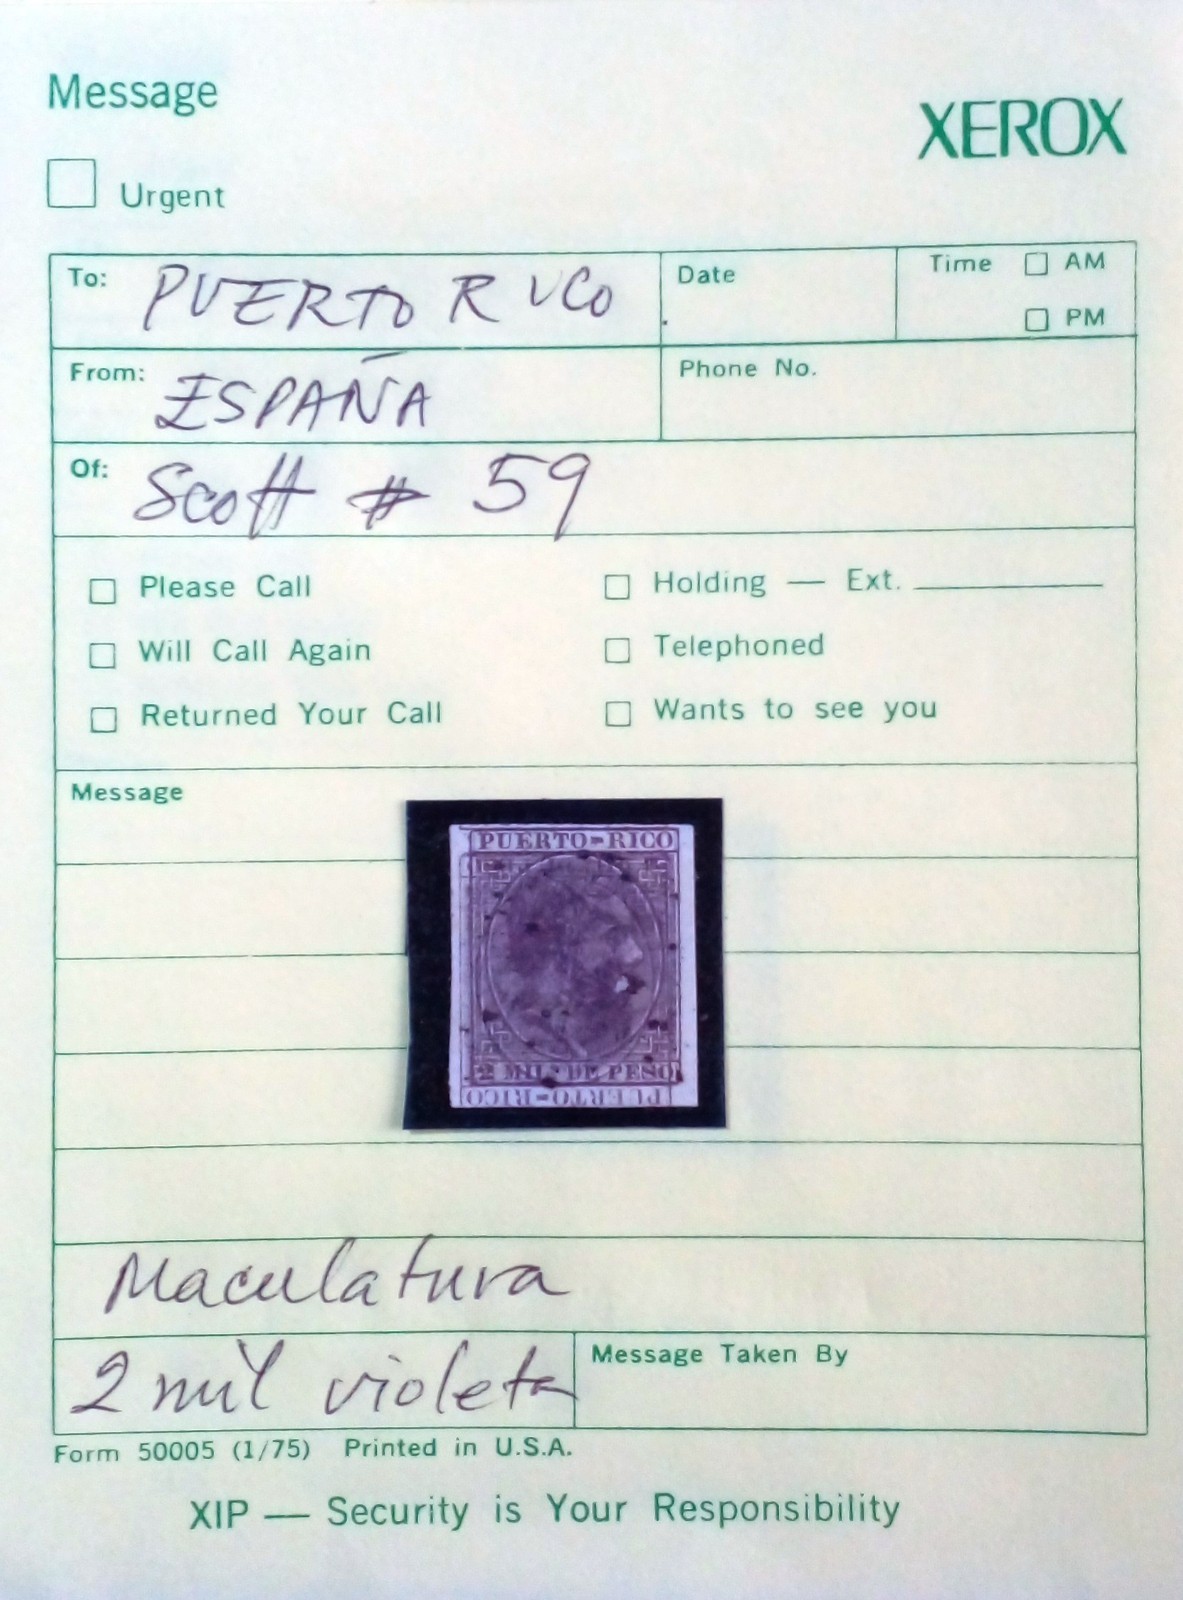 Message
XEROX
Urgent
To: PUERTO RICO
Date
Time AM
PM
From: ESPAÑA
Phone No.
Of: Scott # 59
Please Call
Holding — Ext.
Will Call Again
Telephoned
Returned Your Call
Wants to see you
Message
PUERTO-RICO
2 MILS DE PESO
PUERTO-RICO
Maculatura
2 mil violeta
Message Taken By
Form 50005 (1/75) Printed in U.S.A.
XIP — Security is Your Responsibility